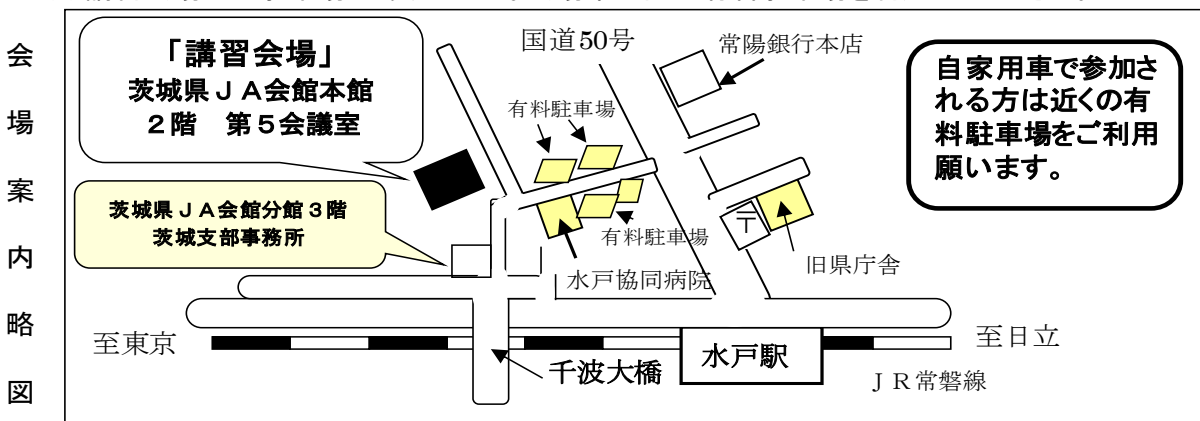 会場案内略図
「講習会場」
茨城県ＪＡ会館本館
２階　第５会議室
茨城県ＪＡ会館分館３階
茨城支部事務所
国道50号
常陽銀行本店
有料駐車場
自家用車で参加さ
れる方は近くの有
料駐車場をご利用
願います。
有料駐車場
〒
旧県庁舎
水戸協同病院
至東京
千波大橋
水戸駅
至日立
ＪＲ常磐線